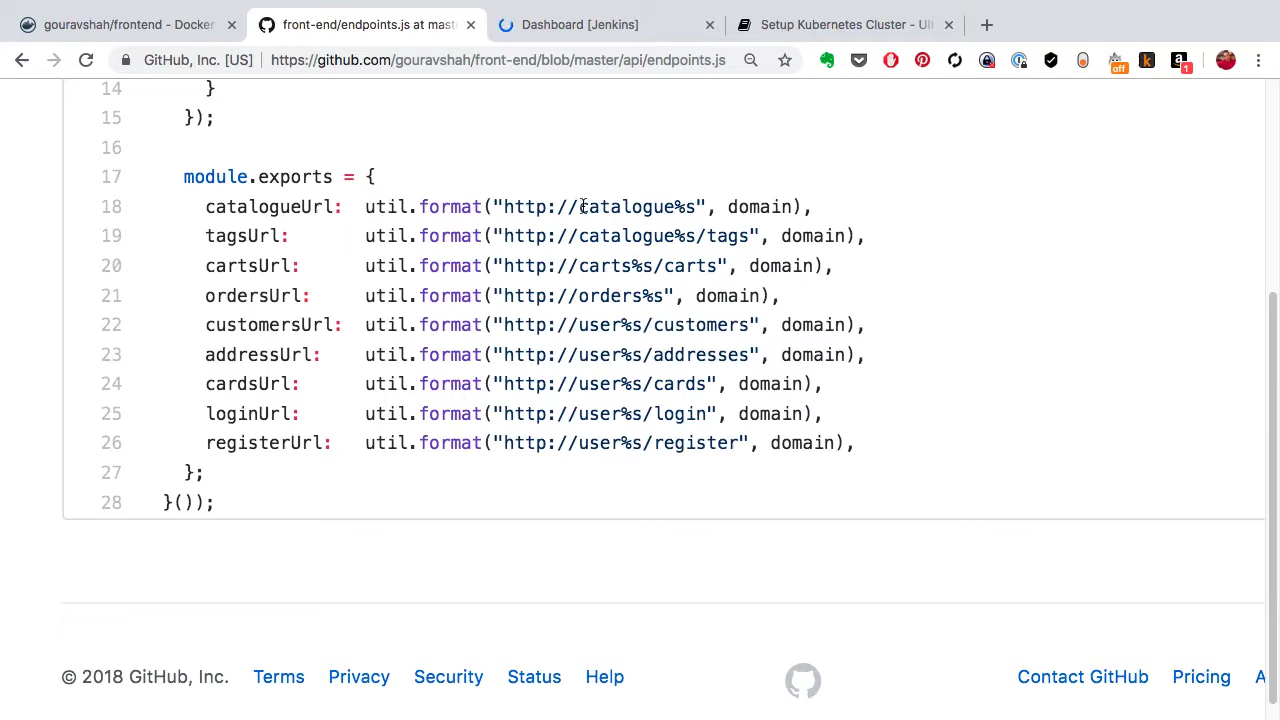 gouravshah/frontend - Docker
front-end/endpoints.js at mast
Dashboard [Jenkins]
Setup Kubernetes Cluster - Ul
GitHub, Inc. [US]
https://github.com/gouravshah/front-end/blob/master/api/endpoints.js
off
k
a
1
14 }
15 });
16
17 module.exports = {
18 catalogueUrl: util.format("http://catalogue%s", domain),
19 tagsUrl: util.format("http://catalogue%s/tags", domain),
20 cartsUrl: util.format("http://carts%s/carts", domain),
21 ordersUrl: util.format("http://orders%s", domain),
22 customersUrl: util.format("http://user%s/customers", domain),
23 addressUrl: util.format("http://user%s/addresses", domain),
24 cardsUrl: util.format("http://user%s/cards", domain),
25 loginUrl: util.format("http://user%s/login", domain),
26 registerUrl: util.format("http://user%s/register", domain),
27 };
28 }());
© 2018 GitHub, Inc. Terms Privacy Security Status Help Contact GitHub Pricing A